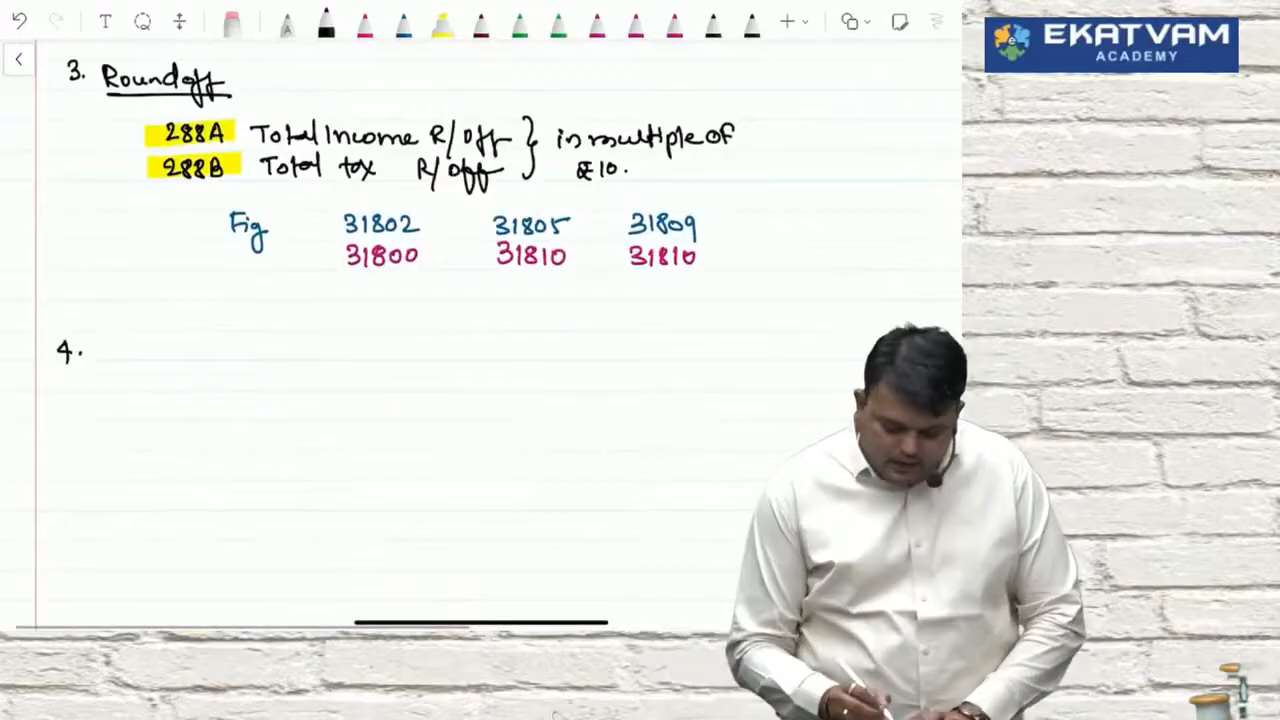 EKATVAM
ACADEMY
3. Roundoff
288A Total Income R/off } in multiple of
288B Total tax R/off ₹10.
Fig 31802 31805 31809
31800 31810 31810
4.